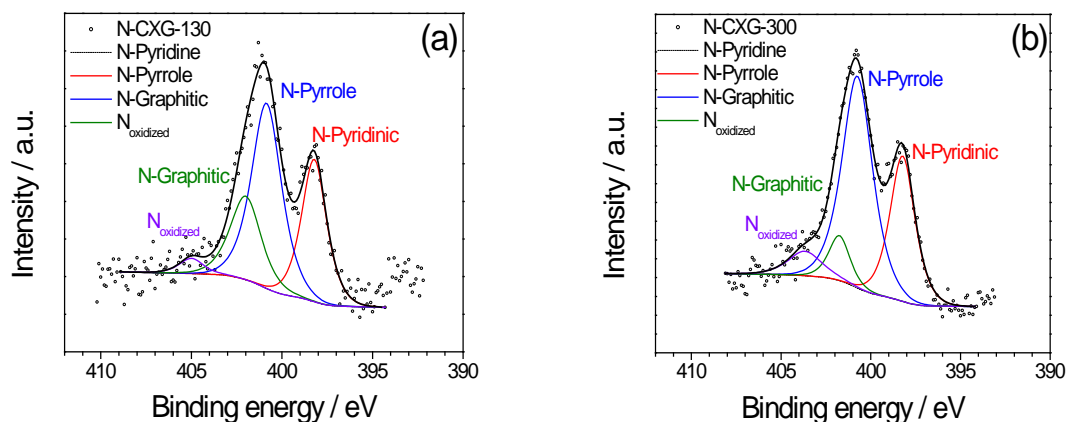 N-CXG-130
N-Pyridine
N-Pyrrole
N-Graphitic
Noxidized
(a)
N-Pyrrole
N-Pyridinic
N-Graphitic
Noxidized
Intensity / a.u.
410 405 400 395 390
Binding energy / eV
N-CXG-300
N-Pyridine
N-Pyrrole
N-Graphitic
Noxidized
(b)
N-Pyrrole
N-Pyridinic
N-Graphitic
Noxidized
Intensity / a.u.
410 405 400 395 390
Binding energy / eV